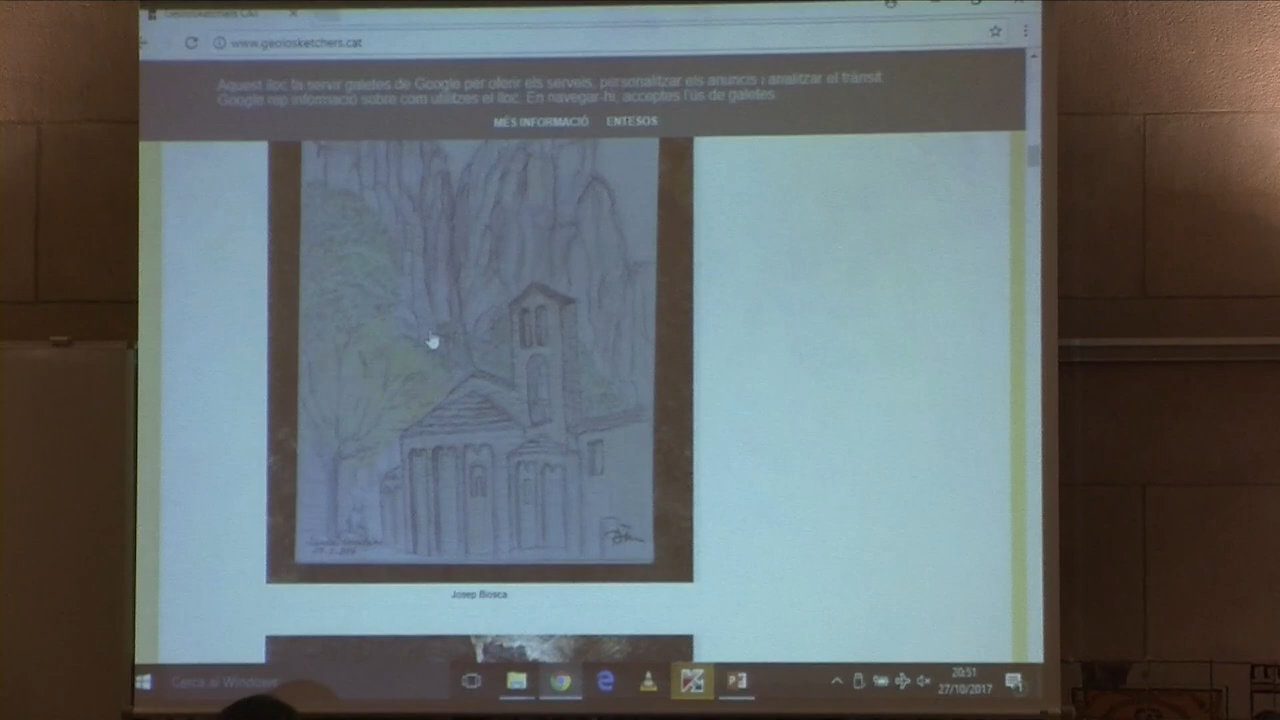 www.geolosketchers.cat
Aquest lloc fa servir galetes de Google per oferir els serveis, personalitzar els anuncis i analitzar el trànsit.
Google rep informació sobre com utilitzes el lloc. En navegar-hi, acceptes l'ús de galetes.
MÉS INFORMACIÓ ENTESOS
Josep Biosca
Cerca al Windows
20:51
27/10/2017